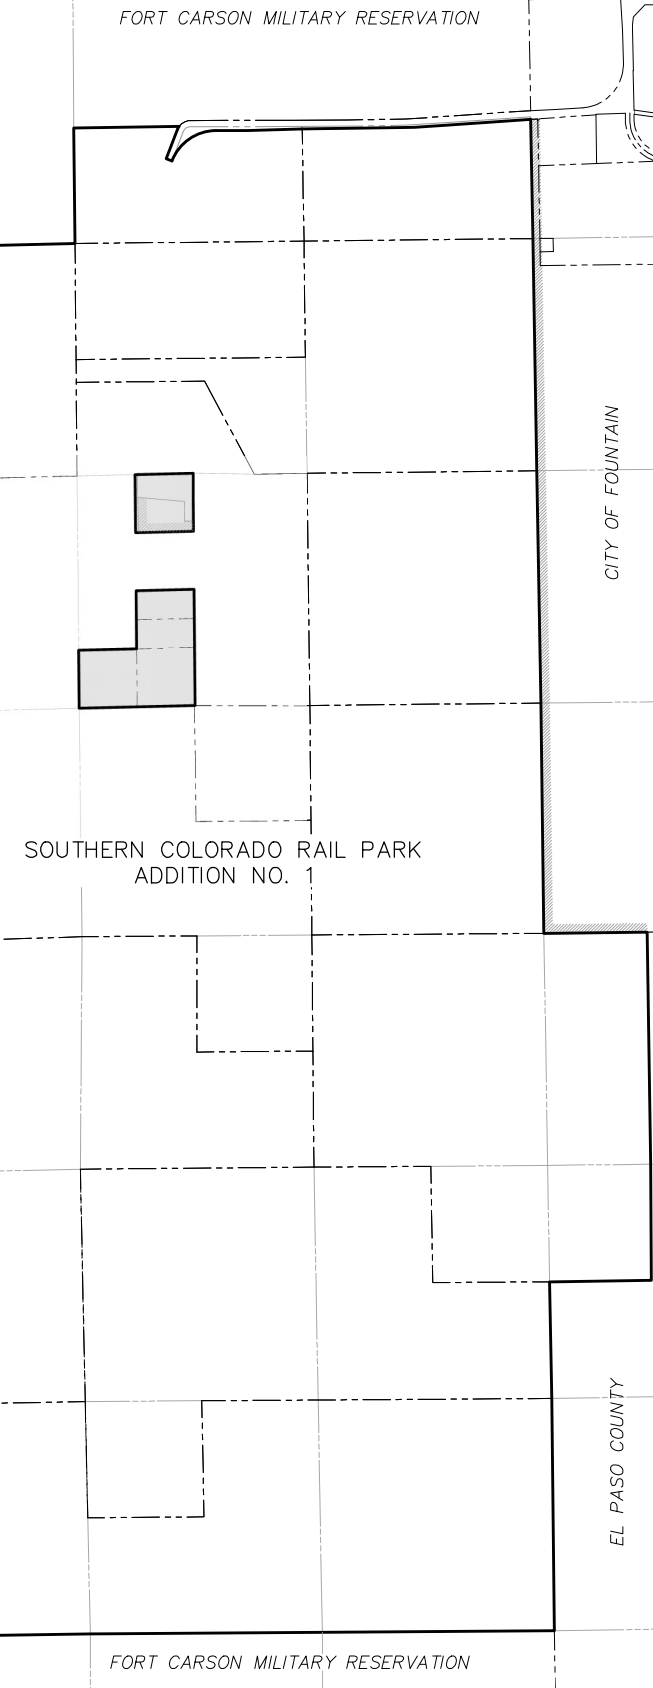 FORT CARSON MILITARY RESERVATION
CITY OF FOUNTAIN
SOUTHERN COLORADO RAIL PARK
ADDITION NO. 1
EL PASO COUNTY
FORT CARSON MILITARY RESERVATION